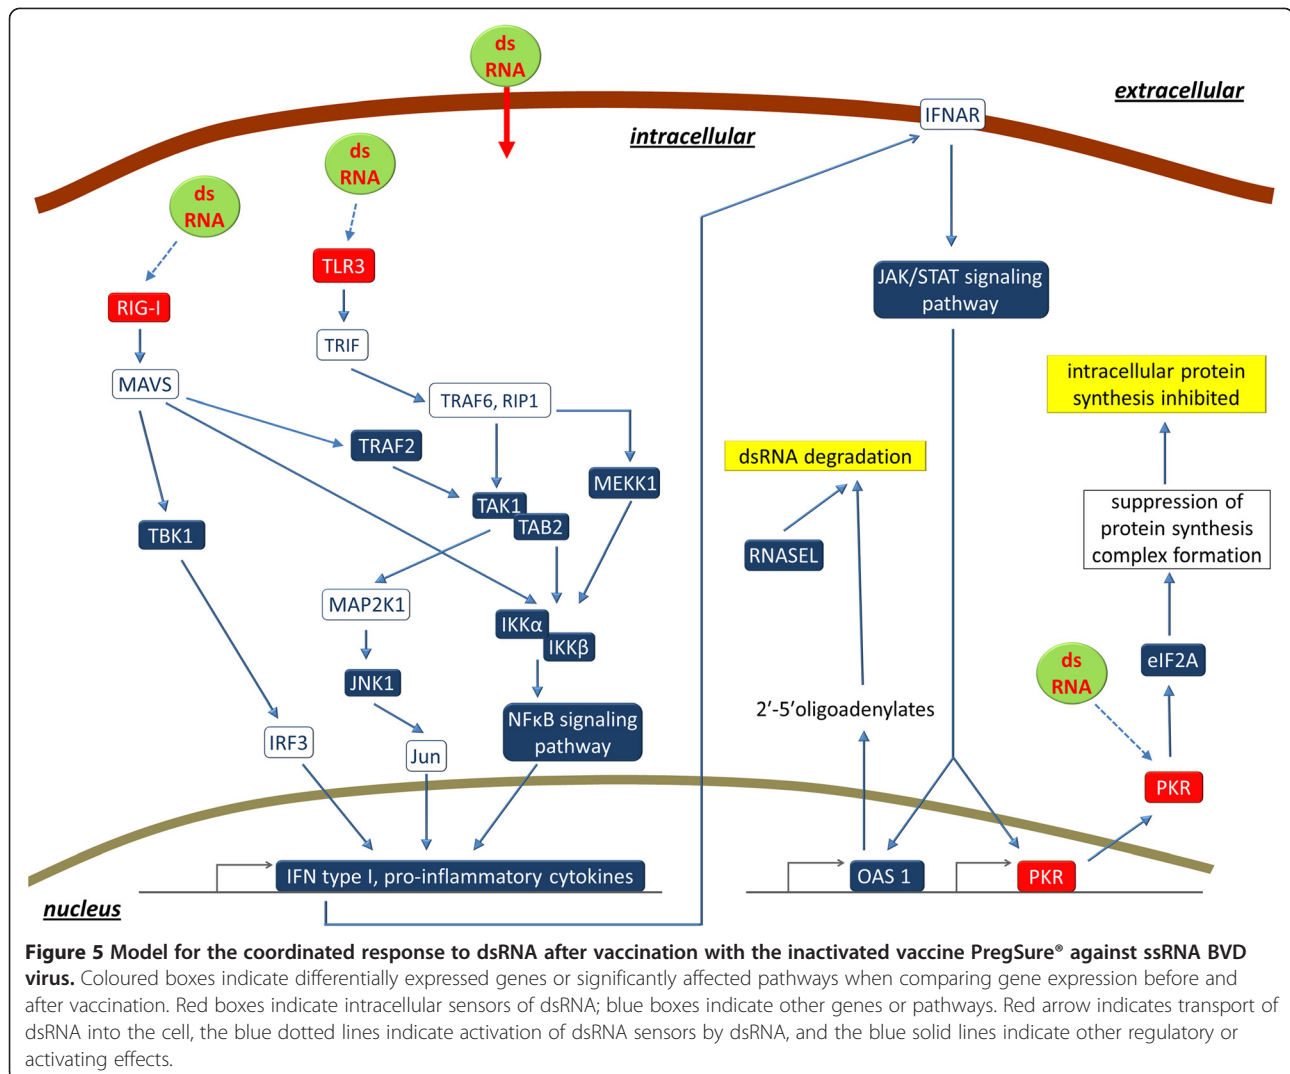 ds
RNA
extracellular
IFNAR
intracellular
ds
RNA
ds
RNA
TLR3
RIG-I
JAK/STAT signaling
pathway
TRIF
MAVS
TRAF6, RIP1
intracellular protein
synthesis inhibited
TRAF2
dsRNA degradation
MEKK1
TAK1
TAB2
suppression of
protein synthesis
complex formation
TBK1
RNASEL
MAP2K1
IKKα
IKKβ
eIF2A
ds
RNA
JNK1
2’-5’oligoadenylates
NFκB signaling
pathway
IRF3
Jun
PKR
IFN type I, pro-inflammatory cytokines
OAS 1
PKR
nucleus
Figure 5 Model for the coordinated response to dsRNA after vaccination with the inactivated vaccine PregSure® against ssRNA BVD
virus. Coloured boxes indicate differentially expressed genes or significantly affected pathways when comparing gene expression before and
after vaccination. Red boxes indicate intracellular sensors of dsRNA; blue boxes indicate other genes or pathways. Red arrow indicates transport of
dsRNA into the cell, the blue dotted lines indicate activation of dsRNA sensors by dsRNA, and the blue solid lines indicate other regulatory or
activating effects.